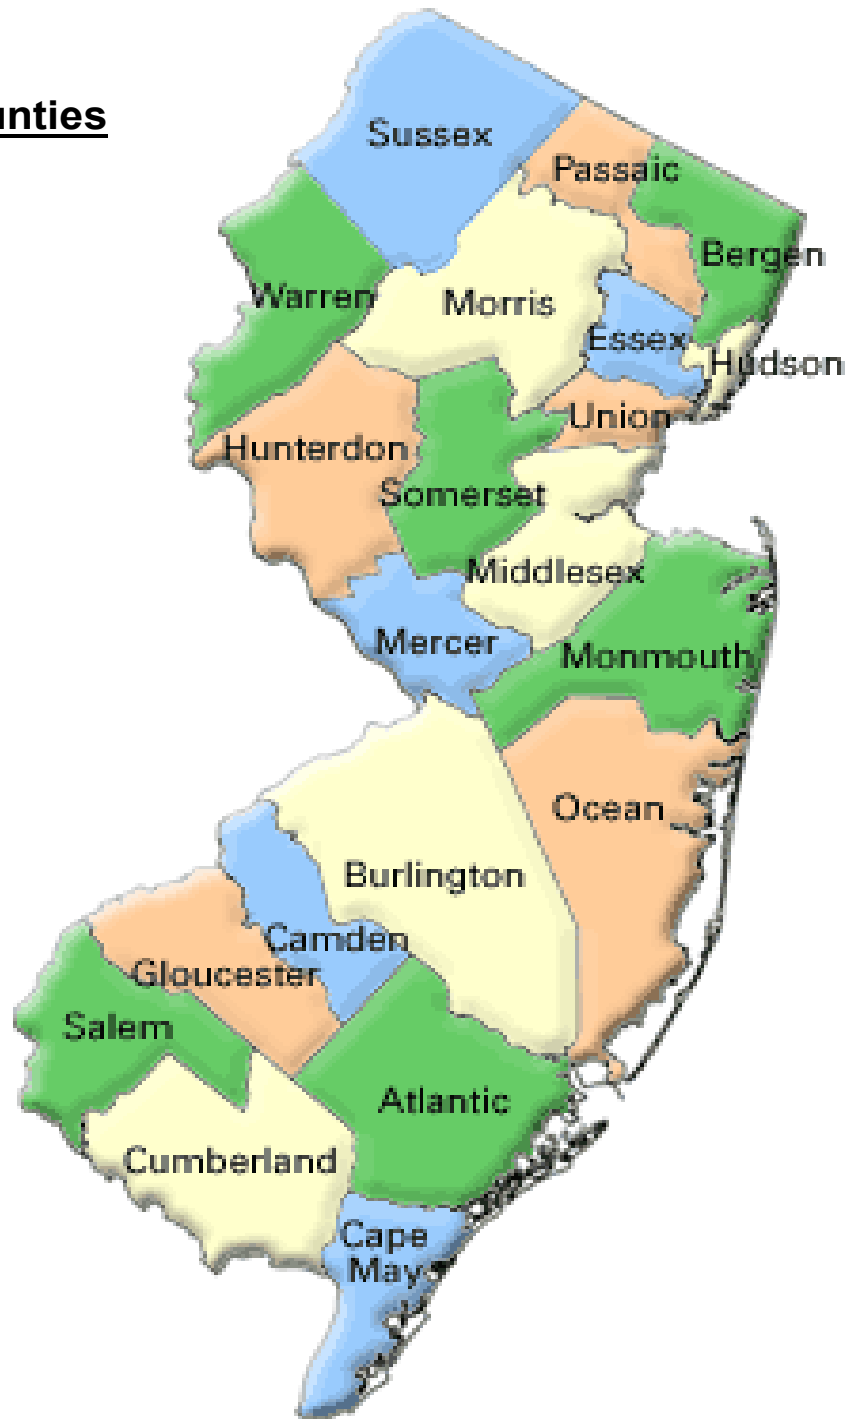 unties
Sussex
Passaic
Bergen
Warren
Morris
Essex
Hudson
Union
Hunterdon
Somerset
Middlesex
Mercer
Monmouth
Ocean
Burlington
Camden
Gloucester
Salem
Atlantic
Cumberland
Cape
May